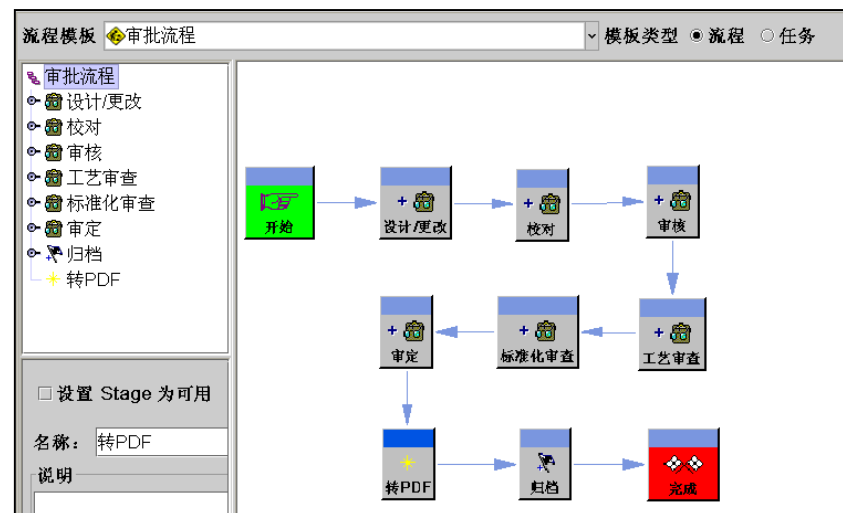 流程模板 审批流程 模板类型 流程 任务
审批流程
设计/更改
校对
审核
工艺审查
标准化审查
审定
归档
转PDF
设置 Stage 为可用
名称: 转PDF
说明
开始 设计/更改 校对 审核
审定 标准化审查 工艺审查
转PDF 归档 完成